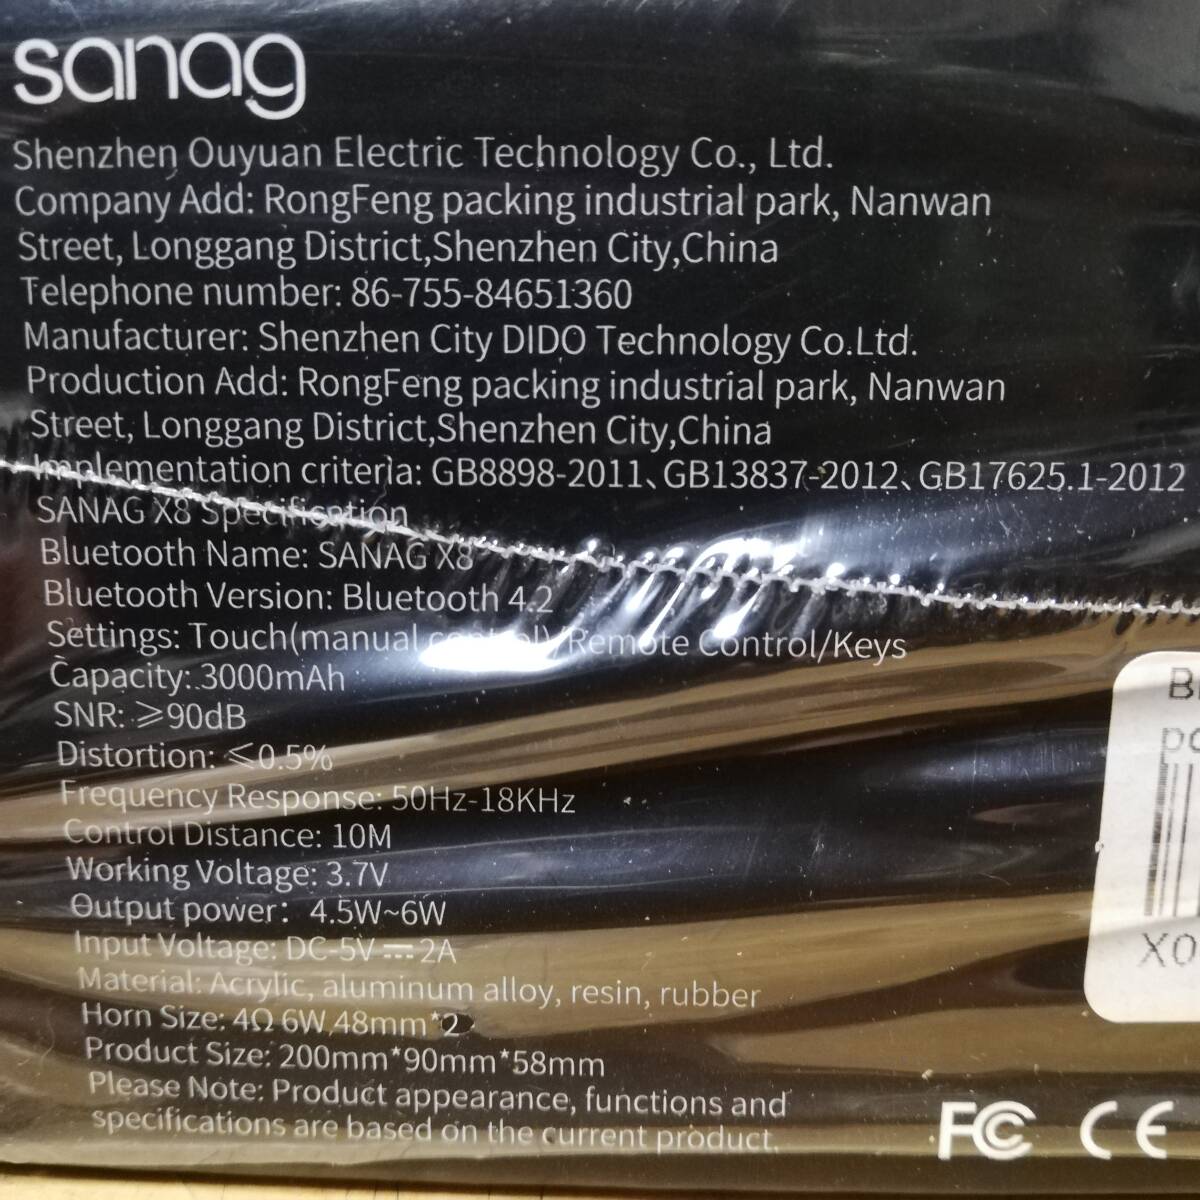 sanag
Shenzhen Ouyuan Electric Technology Co., Ltd.
Company Add: RongFeng packing industrial park, Nanwan
Street, Longgang District,Shenzhen City,China
Telephone number: 86-755-84651360
Manufacturer: Shenzhen City DIDO Technology Co.Ltd.
Production Add: RongFeng packing industrial park, Nanwan
Street, Longgang District,Shenzhen City,China
Implementation criteria: GB8898-2011、GB13837-2012、GB17625.1-2012
SANAG X8 Specification
Bluetooth Name: SANAG X8
Bluetooth Version: Bluetooth 4.2
Settings: Touch(manual control)/Remote Control/Keys
Capacity: 3000mAh
SNR: ≥90dB
Distortion: ≤0.5%
Frequency Response: 50Hz-18KHz
Control Distance: 10M
Working Voltage: 3.7V
Output power: 4.5W~6W
Input Voltage: DC-5V⎓2A
Material: Acrylic, aluminum alloy, resin, rubber
Horn Size: 4Ω 6W 48mm*2
Product Size: 200mm*90mm*58mm
Please Note: Product appearance, functions and
specifications are based on the current product.
FC CE
X0